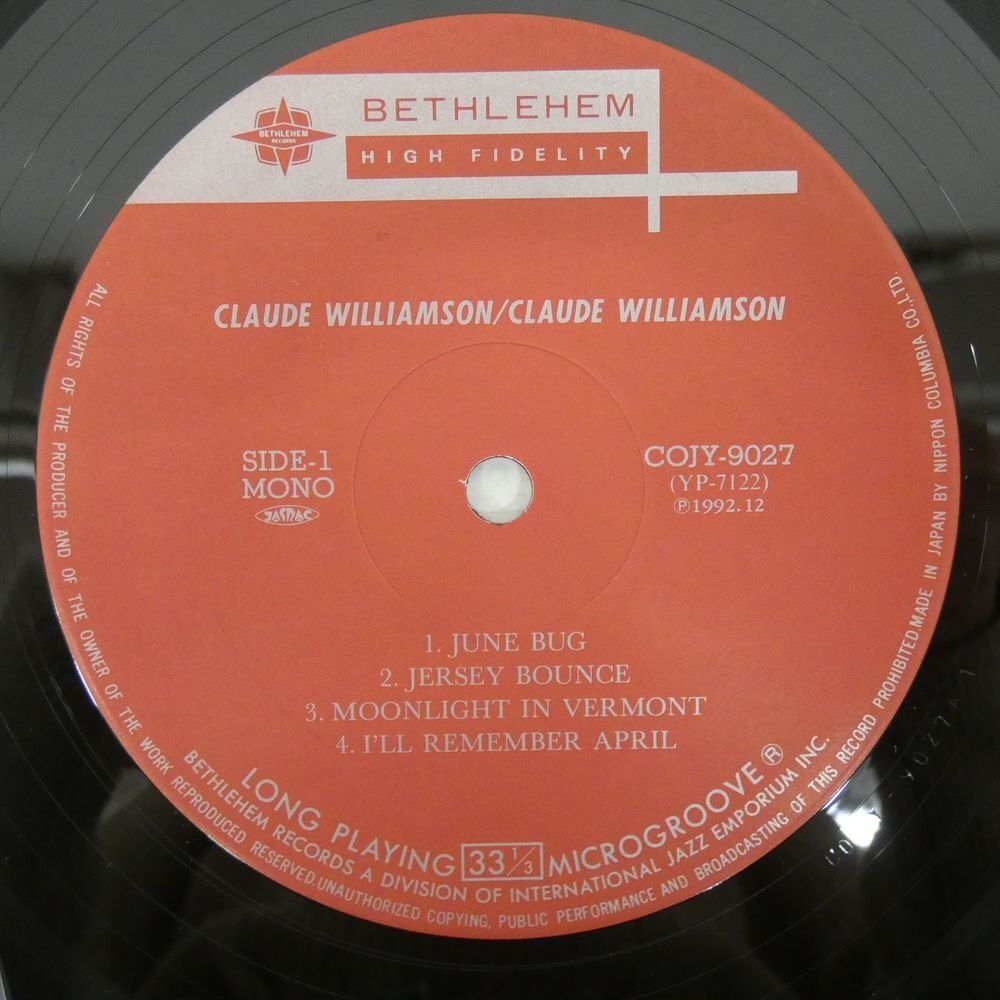 BETHLEHEM
RECORDS
BETHLEHEM
HIGH FIDELITY
CLAUDE WILLIAMSON/CLAUDE WILLIAMSON
SIDE-1
MONO
JASRAC
COJY-9027
(YP-7122)
℗1992.12
1. JUNE BUG
2. JERSEY BOUNCE
3. MOONLIGHT IN VERMONT
4. I'LL REMEMBER APRIL
LONG PLAYING 33 1/3 MICROGROOVE ®
BETHLEHEM RECORDS A DIVISION OF INTERNATIONAL JAZZ EMPORIUM INC.
ALL RIGHTS OF THE PRODUCER AND OF THE OWNER OF THE WORK REPRODUCED RESERVED.UNAUTHORIZED COPYING, PUBLIC PERFORMANCE AND BROADCASTING OF THIS RECORD PROHIBITED.MADE IN JAPAN BY NIPPON COLUMBIA CO.,LTD.